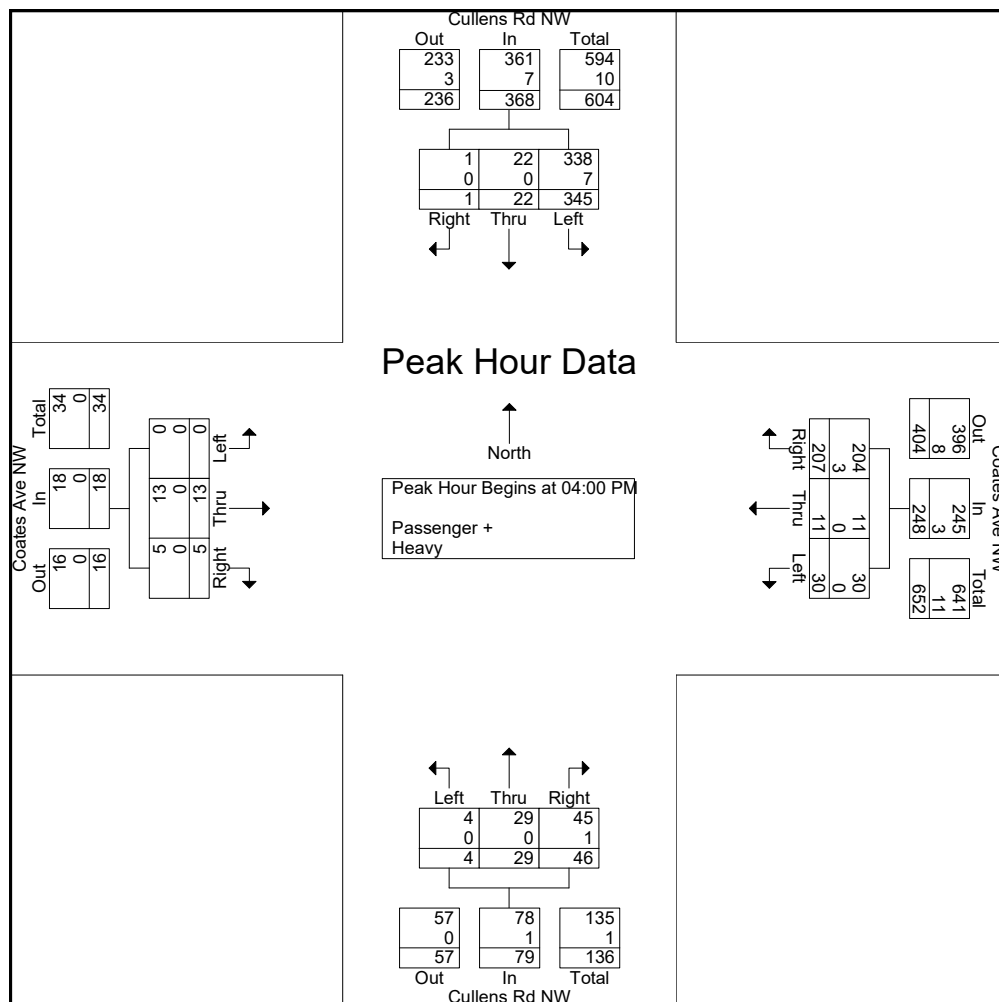 Cullens Rd NW
Out In Total
233 361 594
3 7 10
236 368 604
1 22 338
0 0 7
1 22 345
Right Thru Left
Peak Hour Data
North
Peak Hour Begins at 04:00 PM
Passenger +
Heavy
Coates Ave NW
Out In Total
16 18 34
0 0 0
16 18 34
Left Thru Right
0 13 5
0 0 0
0 13 5
Coates Ave NW
Out In Total
396 245 641
8 3 11
404 248 652
204 11 30
3 0 0
207 11 30
Right Thru Left
Left Thru Right
4 29 45
0 0 1
4 29 46
57 78 135
0 1 1
57 79 136
Out In Total
Cullens Rd NW